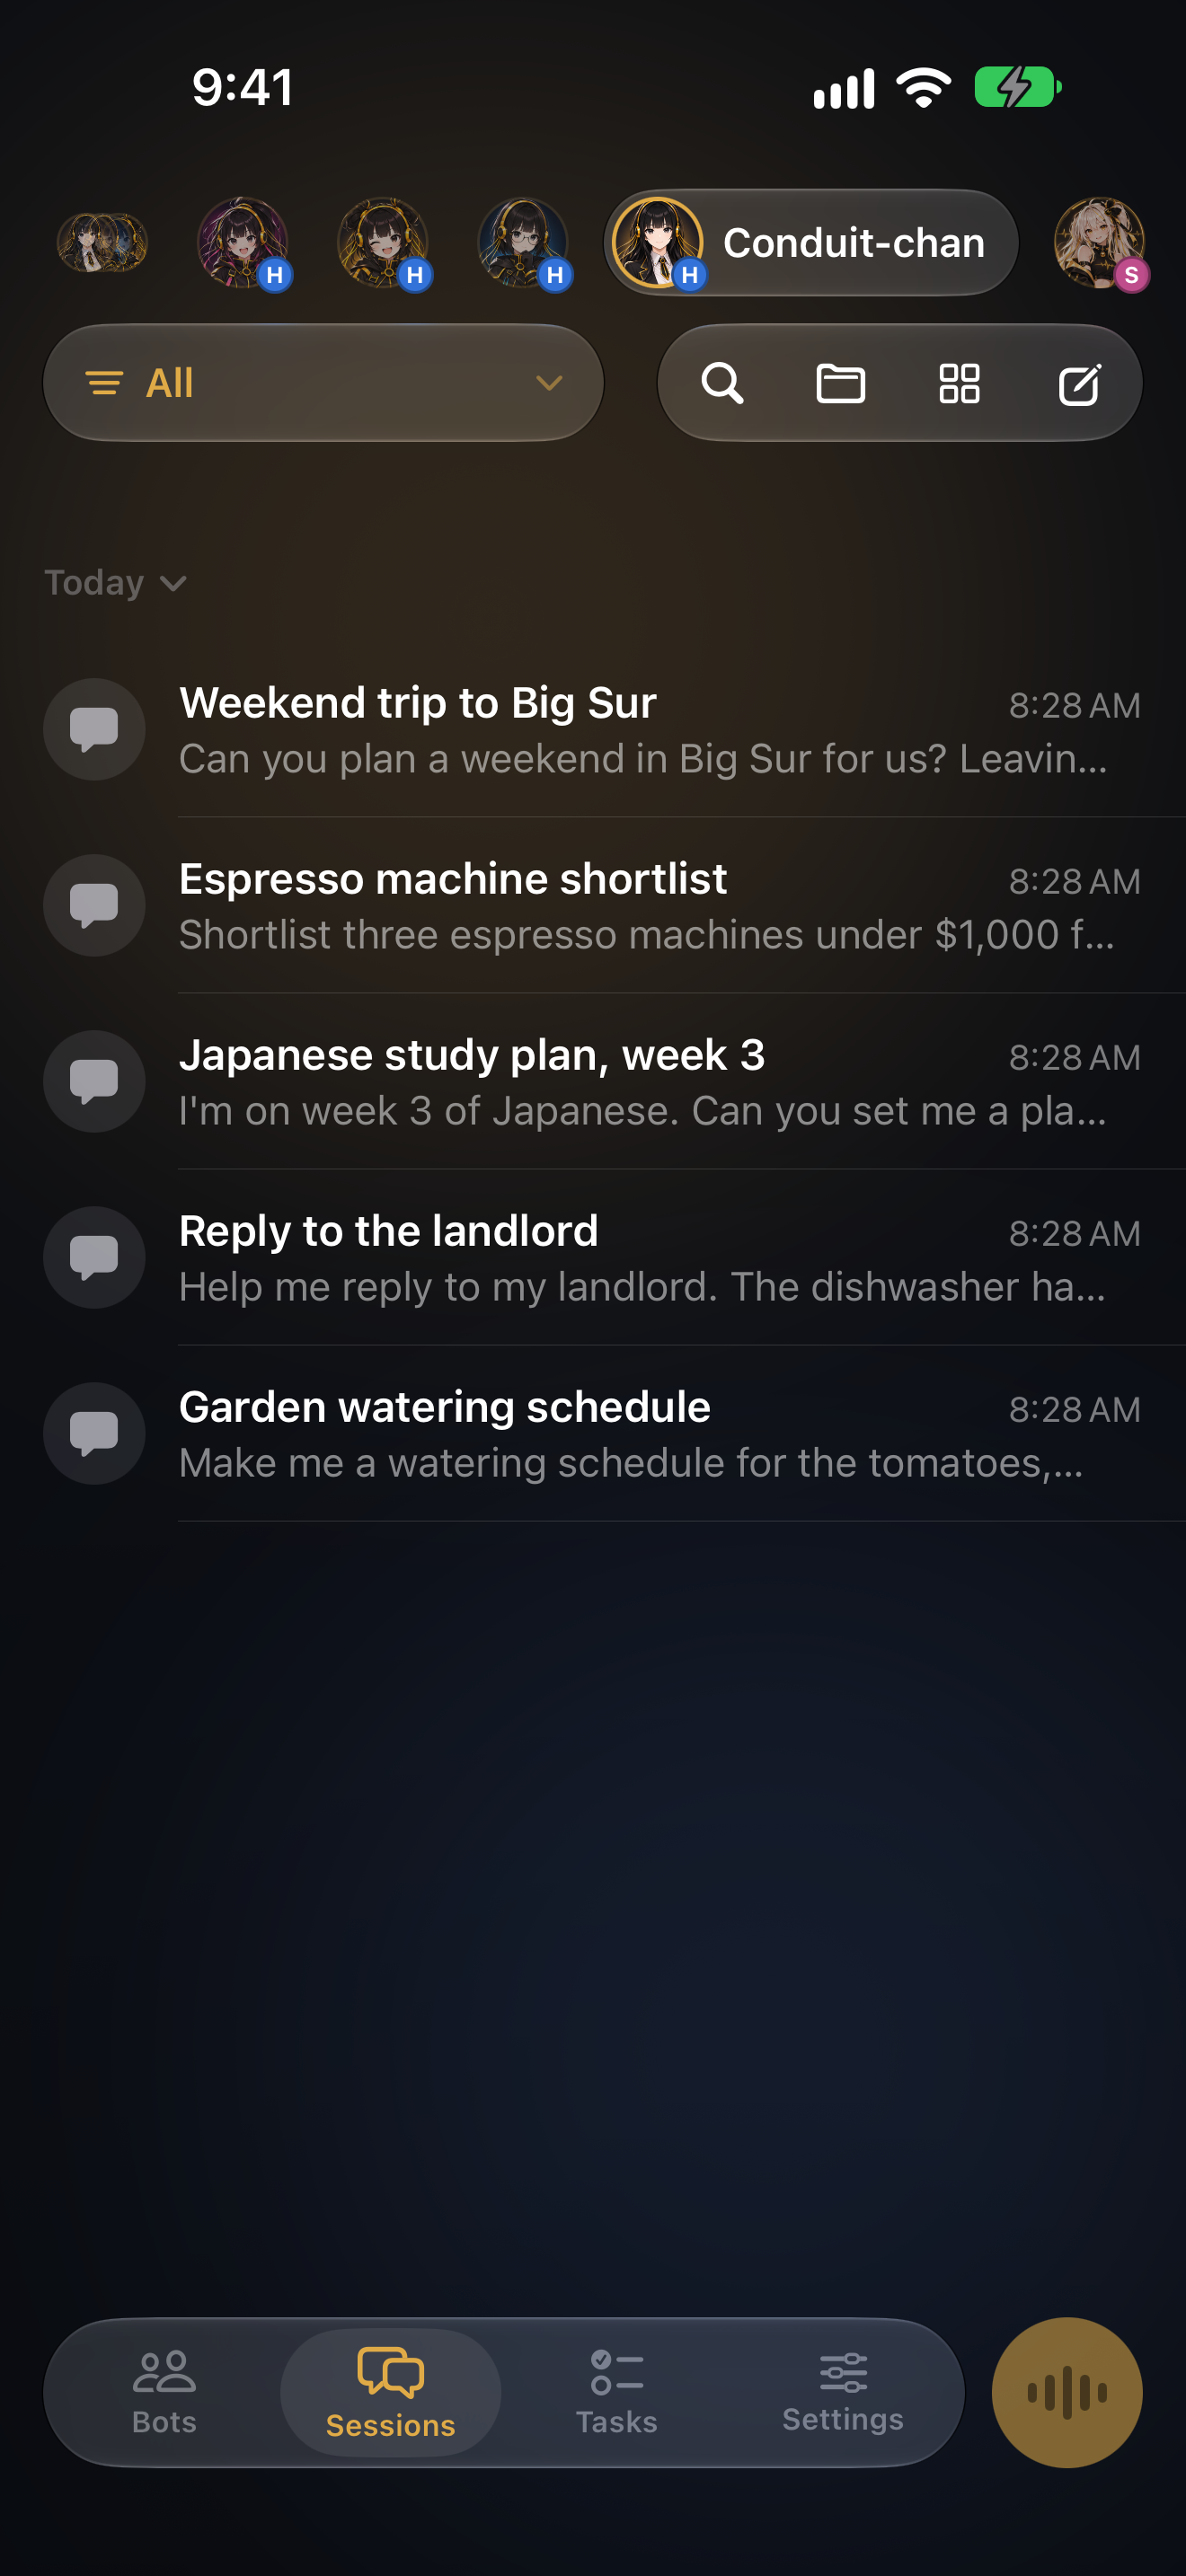 9:41
H
H
H
H
Conduit-chan
S
All
Today
Weekend trip to Big Sur
8:28 AM
Can you plan a weekend in Big Sur for us? Leavin...
Espresso machine shortlist
8:28 AM
Shortlist three espresso machines under $1,000 f...
Japanese study plan, week 3
8:28 AM
I'm on week 3 of Japanese. Can you set me a pla...
Reply to the landlord
8:28 AM
Help me reply to my landlord. The dishwasher ha...
Garden watering schedule
8:28 AM
Make me a watering schedule for the tomatoes,...
Bots
Sessions
Tasks
Settings